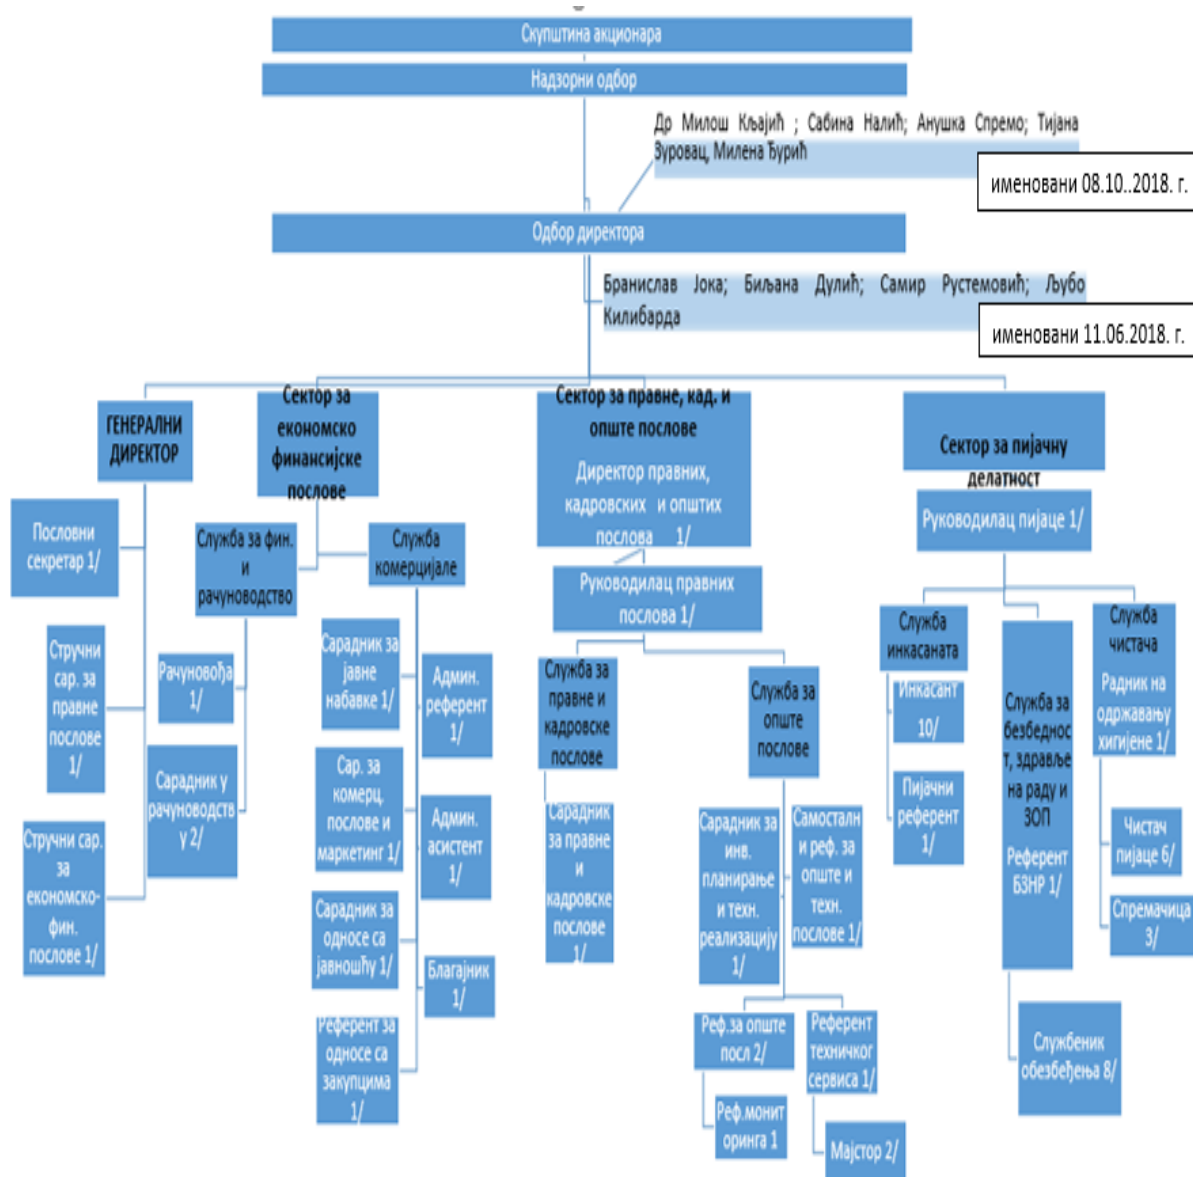 Скупштина акционара
Надзорни одбор
Др Милош Кљајић ; Сабина Налић; Анушка Спремо; Тијана
Зуровац, Милена Ђурић
именовани 08.10..2018. г.
Одбор директора
Бранислав Јока; Биљана Дулић; Самир Рустемовић; Љубо
Килибарда
именовани 11.06.2018. г.
ГЕНЕРАЛНИ
ДИРЕКТОР
Пословни
секретар 1/
Стручни
сар. за
правне
послове
1/
Стручни сар.
за
економско-
фин.
послове 1/
Сектор за
економско
финансијске
послове
Служба за фин.
и
рачуноводство
Рачуновођа
1/
Сарадник у
рачуноводств
у 2/
Служба
комерцијале
Сарадник за
јавне
набавке 1/
Сар. за
комерц.
послове и
маркетинг 1/
Сарадник за
односе са
јавношћу 1/
Референт за
односе са
закупцима
1/
Админ.
референт
1/
Админ.
асистент
1/
Благајник
1/
Сектор за правне, кад. и
опште послове
Директор правних,
кадровских и општих
послова 1/
Руководилац правних
послова 1/
Служба за
правне и
кадровске
послове
Сарадник
за правне
и
кадровске
послове
1/
Служба за
опште
послове
Сарадник за
инв.
планирање
и техн.
реализацију
1/
Самосталн
и реф. за
опште и
техн.
послове 1/
Реф.за опште
посл 2/
Реф.монит
оринга 1
Референт
техничког
сервиса 1/
Мајстор 2/
Сектор за пијачну
делатност
Руководилац пијаце 1/
Служба
инкасаната
Инкасант
10/
Пијачни
референт
1/
Служба за
безбедност
т, здравље
на раду и
ЗОП
Референт
БЗНР 1/
Службеник
обезбеђења 8/
Служба
чистача
Радник на
одржавању
хигијене 1/
Чистач
пијаце 6/
Спремачица
3/